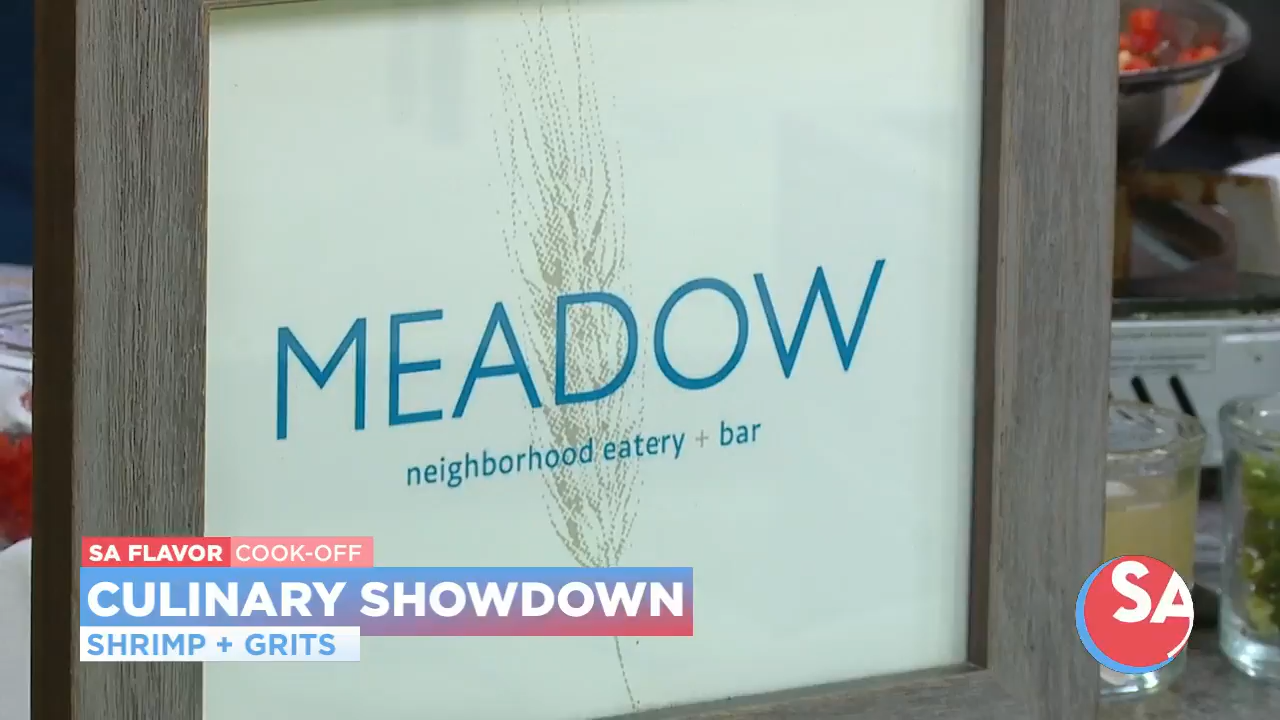 MEADOW
neighborhood eatery + bar
SA FLAVOR COOK-OFF
CULINARY SHOWDOWN
SHRIMP + GRITS
SA